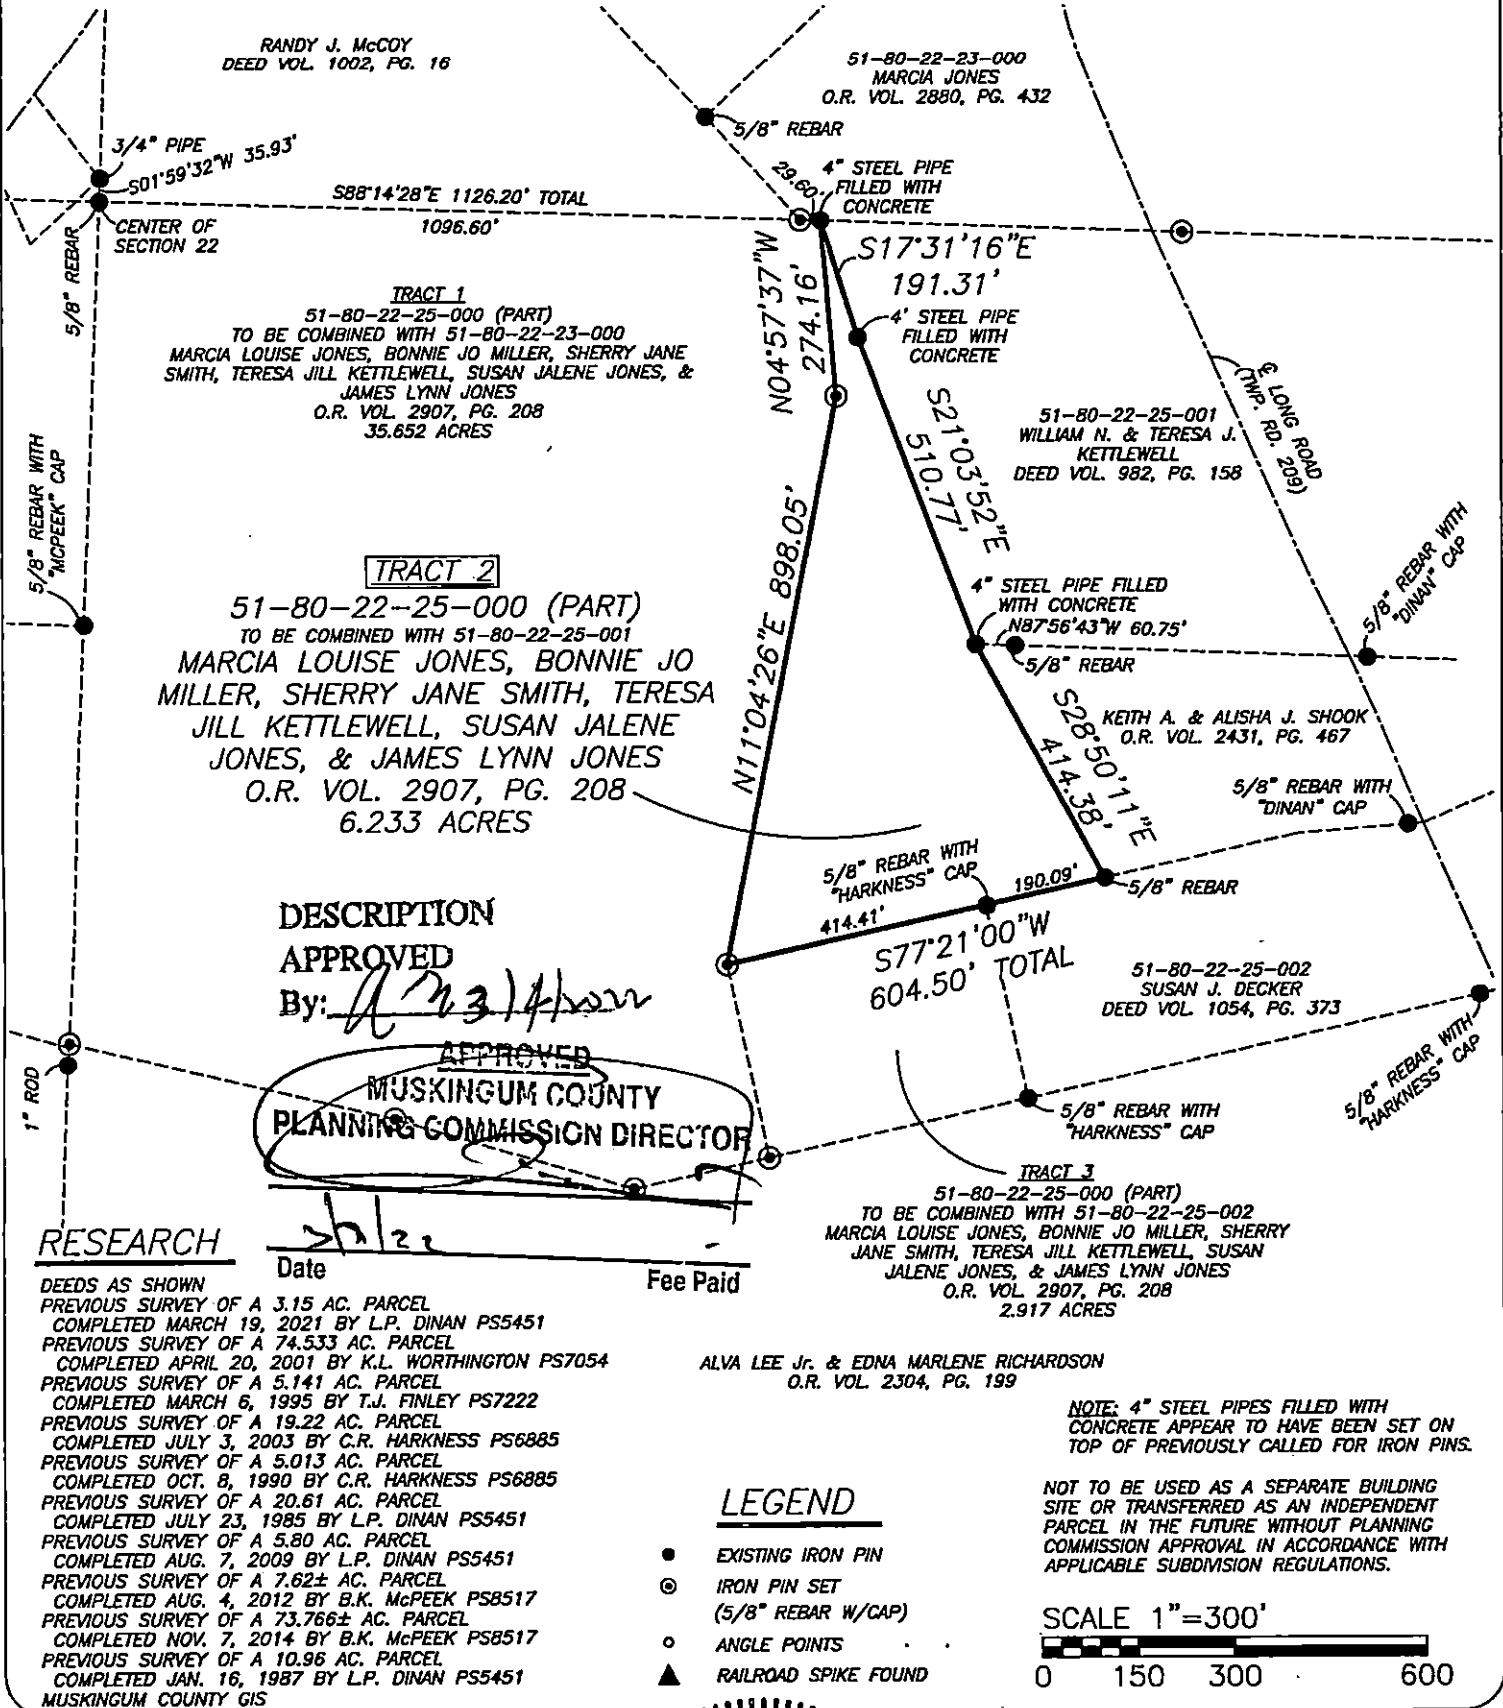 RANDY J. McCOY
DEED VOL. 1002, PG. 16
51-80-22-23-000
MARCIA JONES
O.R. VOL. 2880, PG. 432
5/8" REBAR
3/4" PIPE
S01°59'32"W 35.93'
S88°14'28"E 1126.20' TOTAL
1096.60'
29.60'
4" STEEL PIPE
FILLED WITH
CONCRETE
CENTER OF
SECTION 22
5/8" REBAR
S17°31'16"E
191.31'
N04°57'37"W
274.16'
4' STEEL PIPE
FILLED WITH
CONCRETE
TRACT 1
51-80-22-25-000 (PART)
TO BE COMBINED WITH 51-80-22-23-000
MARCIA LOUISE JONES, BONNIE JO MILLER, SHERRY JANE
SMITH, TERESA JILL KETTLEWELL, SUSAN JALENE JONES, &
JAMES LYNN JONES
O.R. VOL. 2907, PG. 208
35.652 ACRES
S21°03'52"E
510.77'
51-80-22-25-001
WILLIAM N. & TERESA J.
KETTLEWELL
DEED VOL. 982, PG. 158
℄ LONG ROAD
(TWP. RD. 209)
5/8" REBAR WITH
"MCPEEK" CAP
N11°04'26"E 898.05'
5/8" REBAR WITH
"DINAN" CAP
TRACT 2
51-80-22-25-000 (PART)
TO BE COMBINED WITH 51-80-22-25-001
MARCIA LOUISE JONES, BONNIE JO
MILLER, SHERRY JANE SMITH, TERESA
JILL KETTLEWELL, SUSAN JALENE
JONES, & JAMES LYNN JONES
O.R. VOL. 2907, PG. 208
6.233 ACRES
4" STEEL PIPE FILLED
WITH CONCRETE
N87°56'43"W 60.75'
5/8" REBAR
S28°50'11"E
414.38'
KEITH A. & ALISHA J. SHOOK
O.R. VOL. 2431, PG. 467
5/8" REBAR WITH
"DINAN" CAP
5/8" REBAR WITH
"HARKNESS" CAP
190.09'
5/8" REBAR
414.41'
S77°21'00"W
604.50' TOTAL
DESCRIPTION
APPROVED
By:
51-80-22-25-002
SUSAN J. DECKER
DEED VOL. 1054, PG. 373
5/8" REBAR WITH
"HARKNESS" CAP
1" ROD
APPROVED
MUSKINGUM COUNTY
PLANNING COMMISSION DIRECTOR
5/8" REBAR WITH
"HARKNESS" CAP
Date
Fee Paid
TRACT 3
51-80-22-25-000 (PART)
TO BE COMBINED WITH 51-80-22-25-002
MARCIA LOUISE JONES, BONNIE JO MILLER, SHERRY
JANE SMITH, TERESA JILL KETTLEWELL, SUSAN
JALENE JONES, & JAMES LYNN JONES
O.R. VOL. 2907, PG. 208
2.917 ACRES
RESEARCH
DEEDS AS SHOWN
PREVIOUS SURVEY OF A 3.15 AC. PARCEL
COMPLETED MARCH 19, 2021 BY L.P. DINAN PS5451
PREVIOUS SURVEY OF A 74.533 AC. PARCEL
COMPLETED APRIL 20, 2001 BY K.L. WORTHINGTON PS7054
PREVIOUS SURVEY OF A 5.141 AC. PARCEL
COMPLETED MARCH 6, 1995 BY T.J. FINLEY PS7222
PREVIOUS SURVEY OF A 19.22 AC. PARCEL
COMPLETED JULY 3, 2003 BY C.R. HARKNESS PS6885
PREVIOUS SURVEY OF A 5.013 AC. PARCEL
COMPLETED OCT. 8, 1990 BY C.R. HARKNESS PS6885
PREVIOUS SURVEY OF A 20.61 AC. PARCEL
COMPLETED JULY 23, 1985 BY L.P. DINAN PS5451
PREVIOUS SURVEY OF A 5.80 AC. PARCEL
COMPLETED AUG. 7, 2009 BY L.P. DINAN PS5451
PREVIOUS SURVEY OF A 7.62± AC. PARCEL
COMPLETED AUG. 4, 2012 BY B.K. McPEEK PS8517
PREVIOUS SURVEY OF A 73.766± AC. PARCEL
COMPLETED NOV. 7, 2014 BY B.K. McPEEK PS8517
PREVIOUS SURVEY OF A 10.96 AC. PARCEL
COMPLETED JAN. 16, 1987 BY L.P. DINAN PS5451
MUSKINGUM COUNTY GIS
ALVA LEE Jr. & EDNA MARLENE RICHARDSON
O.R. VOL. 2304, PG. 199
LEGEND
EXISTING IRON PIN
IRON PIN SET
(5/8" REBAR W/CAP)
ANGLE POINTS
RAILROAD SPIKE FOUND
NOTE: 4" STEEL PIPES FILLED WITH
CONCRETE APPEAR TO HAVE BEEN SET ON
TOP OF PREVIOUSLY CALLED FOR IRON PINS.
NOT TO BE USED AS A SEPARATE BUILDING
SITE OR TRANSFERRED AS AN INDEPENDENT
PARCEL IN THE FUTURE WITHOUT PLANNING
COMMISSION APPROVAL IN ACCORDANCE WITH
APPLICABLE SUBDIVISION REGULATIONS.
SCALE 1"=300'
0 150 300 600